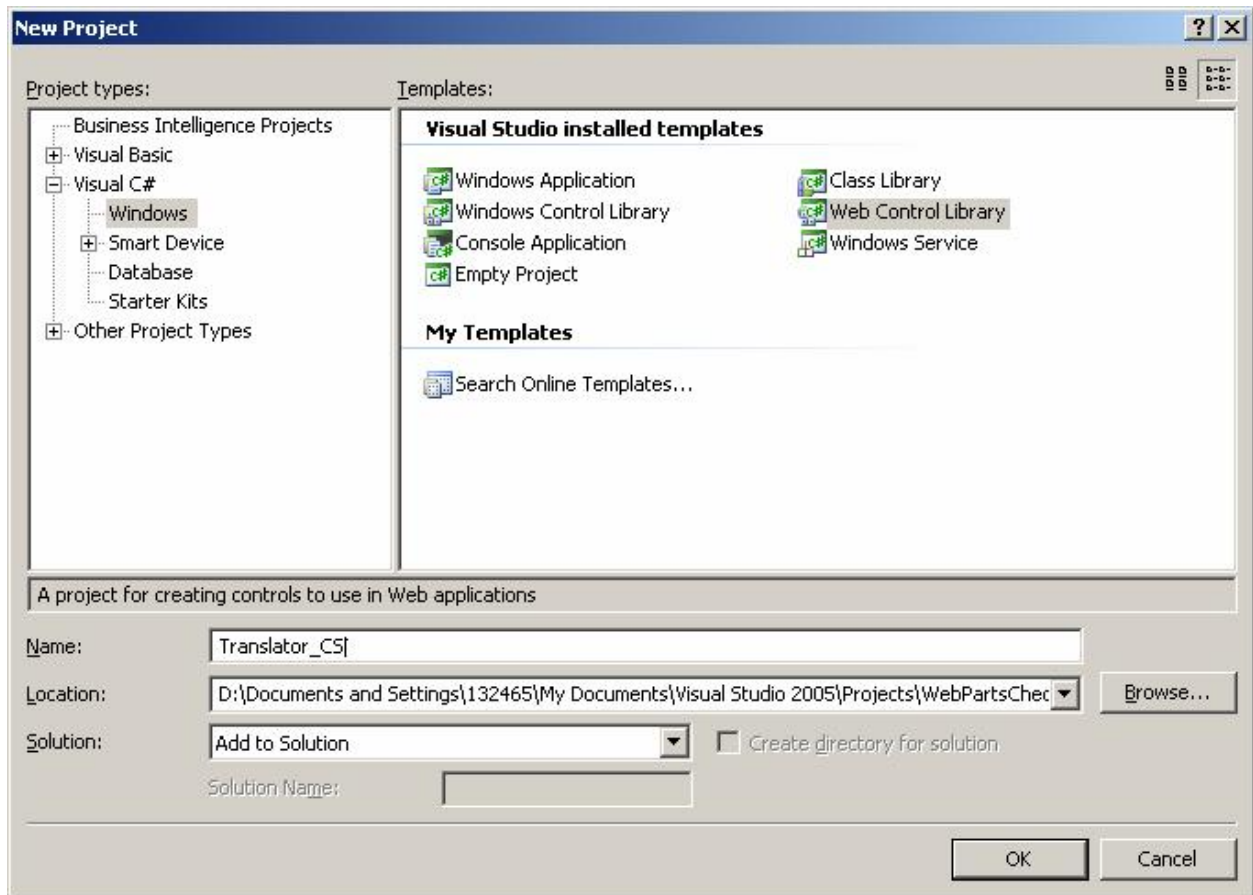 New Project
Project types:
Templates:
Business Intelligence Projects
Visual Basic
Visual C#
Windows
Smart Device
Database
Starter Kits
Other Project Types
Visual Studio installed templates
Windows Application
Class Library
Windows Control Library
Web Control Library
Console Application
Windows Service
Empty Project
My Templates
Search Online Templates...
A project for creating controls to use in Web applications
Name:
Translator_CS
Location:
D:\Documents and Settings\132465\My Documents\Visual Studio 2005\Projects\WebPartsChec
Browse...
Solution:
Add to Solution
Create directory for solution
Solution Name:
OK
Cancel